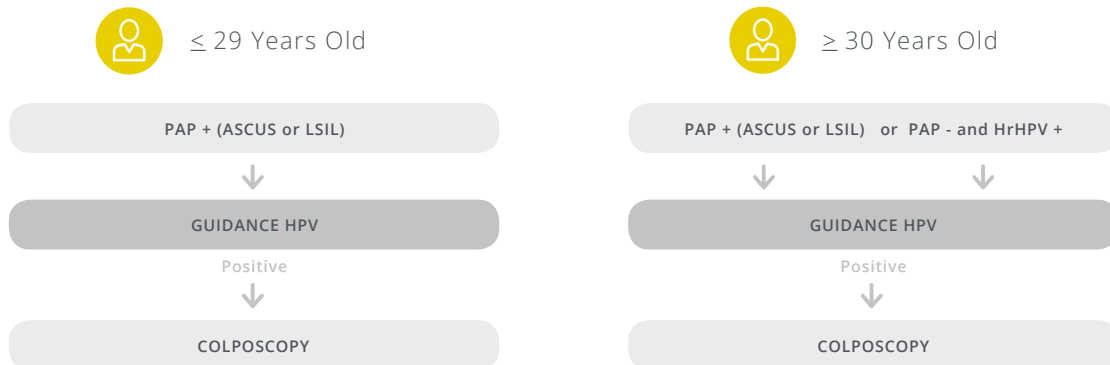 ≤ 29 Years Old
PAP + (ASCUS or LSIL)
GUIDANCE HPV
Positive
COLPOSCOPY
≥ 30 Years Old
PAP + (ASCUS or LSIL) or PAP - and HrHPV +
GUIDANCE HPV
Positive
COLPOSCOPY